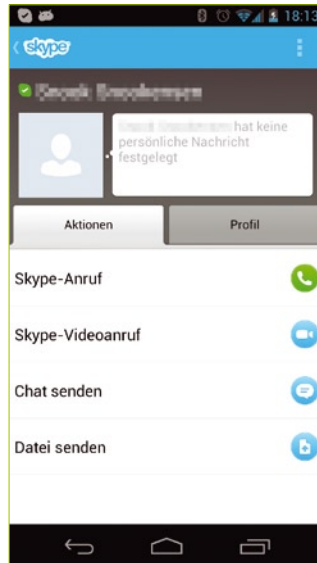 18:13
skype
hat keine
persönliche Nachricht
festgelegt
Aktionen Profil
Skype-Anruf
Skype-Videoanruf
Chat senden
Datei senden